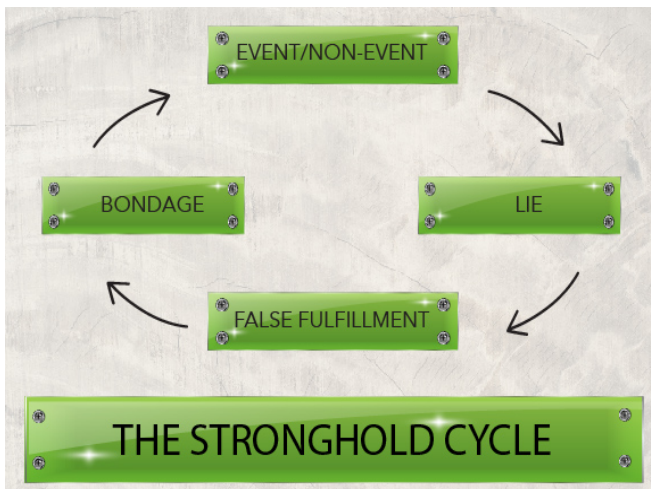 EVENT/NON-EVENT
BONDAGE
LIE
FALSE FULFILLMENT
THE STRONGHOLD CYCLE